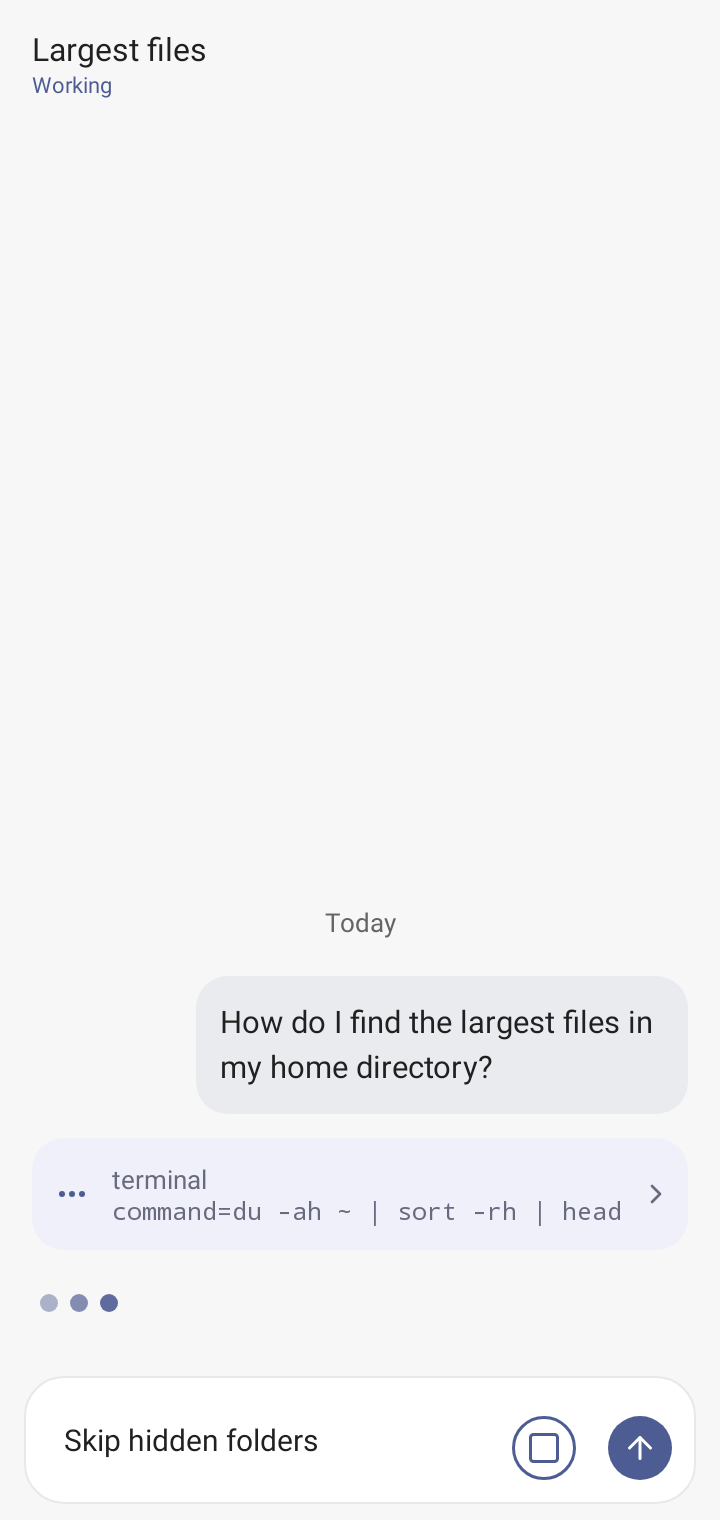 Largest files
Working
Today
How do I find the largest files in
my home directory?
terminal
command=du -ah ~ | sort -rh | head
Skip hidden folders